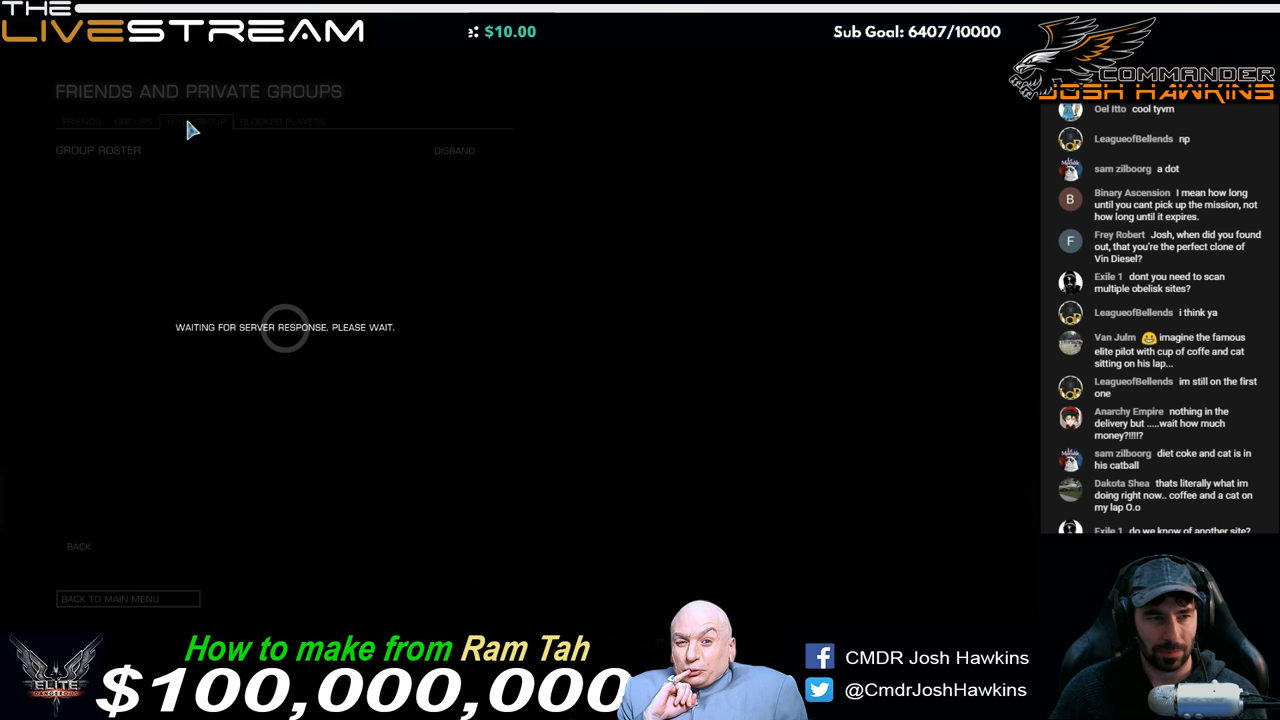 THE
LIVESTREAM
e: $10.00
Sub Goal: 6407/10000
COMMANDER
JOSH HAWKINS
FRIENDS AND PRIVATE GROUPS
FRIENDS GROUPS GROUP BLOCKED PLAYERS
GROUP ROSTER
DISBAND
WAITING FOR SERVER RESPONSE. PLEASE WAIT.
BACK
BACK TO MAIN MENU
Oel Itto cool tyvm
LeagueofBellends np
sam zilboorg a dot
B
Binary Ascension I mean how long
until you cant pick up the mission, not
how long until it expires.
F
Frey Robert Josh, when did you found
out, that you're the perfect clone of
Vin Diesel?
Exile 1 dont you need to scan
multiple obelisk sites?
LeagueofBellends i think ya
Van Julm 😁 imagine the famous
elite pilot with cup of coffe and cat
sitting on his lap...
LeagueofBellends im still on the first
one
Anarchy Empire nothing in the
delivery but .....wait how much
money?!!!!?
sam zilboorg diet coke and cat is in
his catball
Dakota Shea thats literally what im
doing right now.. coffee and a cat on
my lap O.o
Exile 1 do we know of another site?
How to make from Ram Tah
$100,000,000
ELITE
DANGEROUS
CMDR Josh Hawkins
@CmdrJoshHawkins